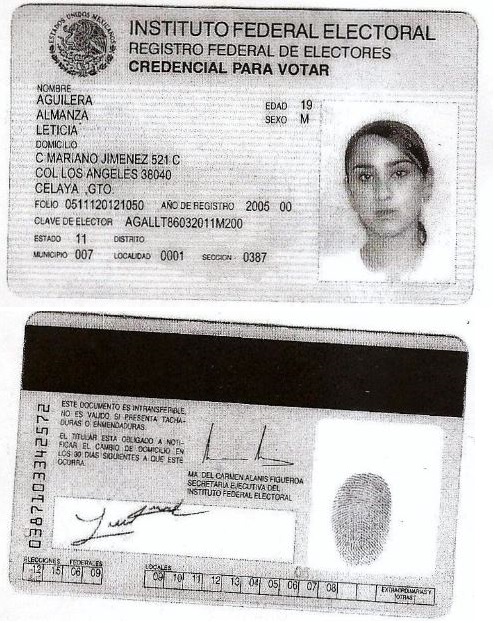 ESTADOS UNIDOS MEXICANOS
INSTITUTO FEDERAL ELECTORAL
REGISTRO FEDERAL DE ELECTORES
CREDENCIAL PARA VOTAR
NOMBRE
AGUILERA
ALMANZA
LETICIA
EDAD 19
SEXO M
DOMICILIO
C MARIANO JIMENEZ 521 C
COL LOS ANGELES 38040
CELAYA ,GTO.
FOLIO 0511120121050 AÑO DE REGISTRO 2005 00
CLAVE DE ELECTOR AGALLT86032011M200
ESTADO 11 DISTRITO
MUNICIPIO 007 LOCALIDAD 0001 SECCION 0387
ESTE DOCUMENTO ES INTRANSFERIBLE,
NO ES VALIDO SI PRESENTA TACHA-
DURAS O ENMENDADURAS.
EL TITULAR ESTÁ OBLIGADO A NOTI-
FICAR EL CAMBIO DE DOMICILIO EN
LOS 30 DIAS SIGUIENTES A QUE ESTE
OCURRA.
MA. DEL CARMEN ALANIS FIGUEROA
SECRETARIA EJECUTIVA DEL
INSTITUTO FEDERAL ELECTORAL
0387103342572
ELECCIONES FEDERALES
12 15 06 09
LOCALES
09 10 11 12 13 04 05 06 07 08
EXTRAORDINARIAS Y
OTRAS